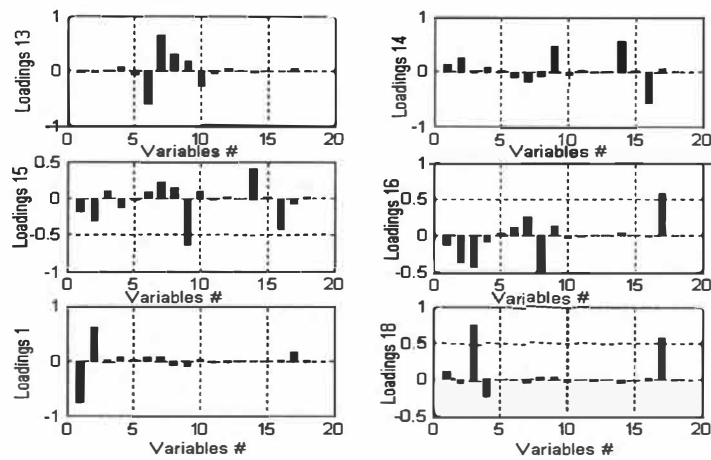 Loadings 13
1
0
-1
0 5 10 15 20
Variables #
Loadings 14
1
0
-1
0 5 10 15 20
Variables #
Loadings 15
0.5
0
-0.5
-1
0 5 10 15 20
Variables #
Loadings 16
1
0.5
0
-0.5
0 5 10 15 20
Variables #
Loadings 1
1
0
-1
0 5 10 15 20
Variables #
Loadings 18
1
0.5
0
-0.5
0 5 10 15 20
Variables #